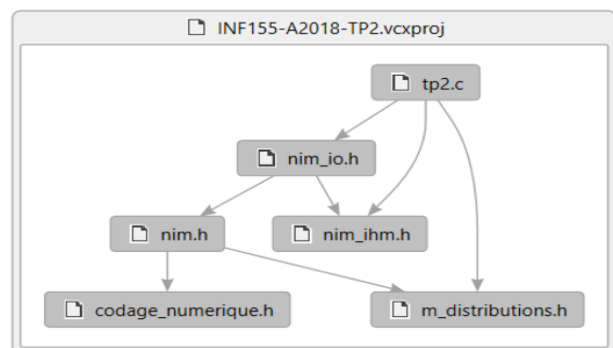 INF155-A2018-TP2.vcxproj
tp2.c
nim_io.h
nim.h
nim_ihm.h
codage_numerique.h
m_distributions.h